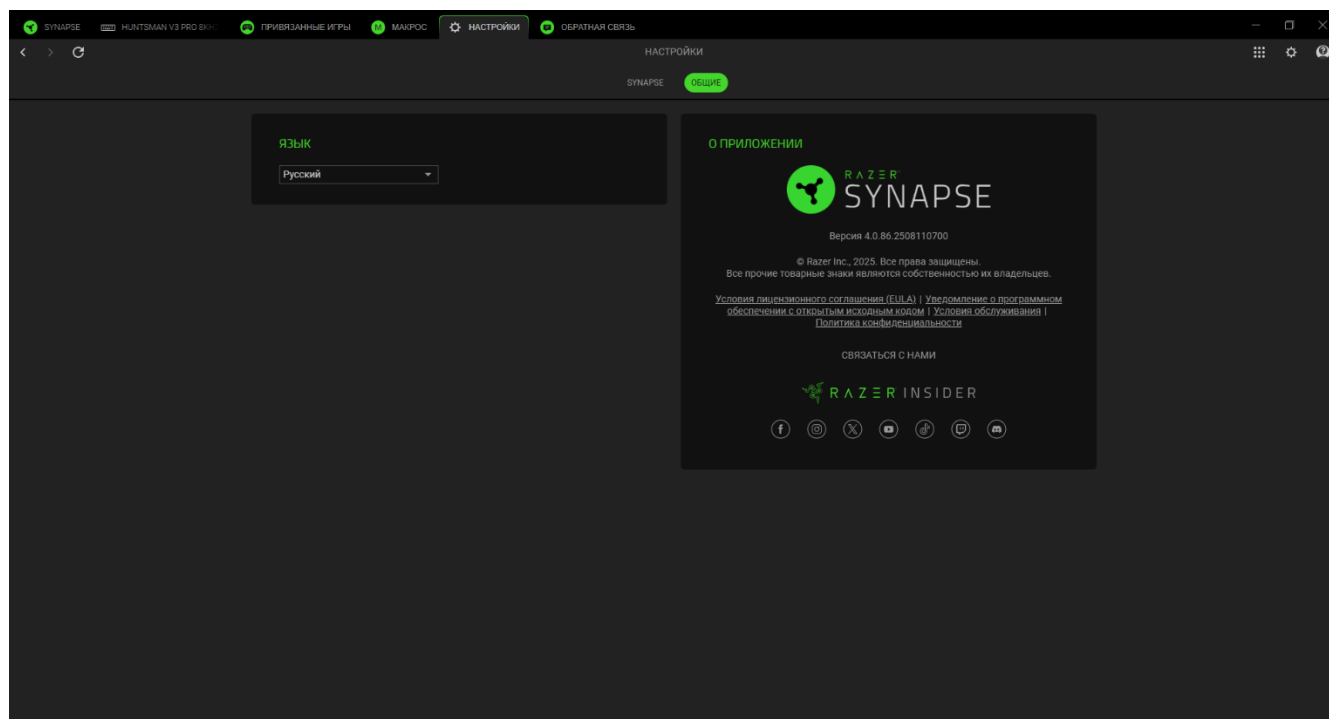 SYNAPSE HUNTSMAN V3 PRO 8KHZ ПРИВЯЗАННЫЕ ИГРЫ M МАКРОС НАСТРОЙКИ ОБРАТНАЯ СВЯЗЬ
НАСТРОЙКИ
SYNAPSE ОБЩИЕ
ЯЗЫК
Русский
О ПРИЛОЖЕНИИ
RAZER
SYNAPSE
Версия 4.0.86.2508110700
© Razer Inc., 2025. Все права защищены.
Все прочие товарные знаки являются собственностью их владельцев.
Условия лицензионного соглашения (EULA) | Уведомление о программном
обеспечении с открытым исходным кодом | Условия обслуживания |
Политика конфиденциальности
СВЯЗАТЬСЯ С НАМИ
RAZER INSIDER